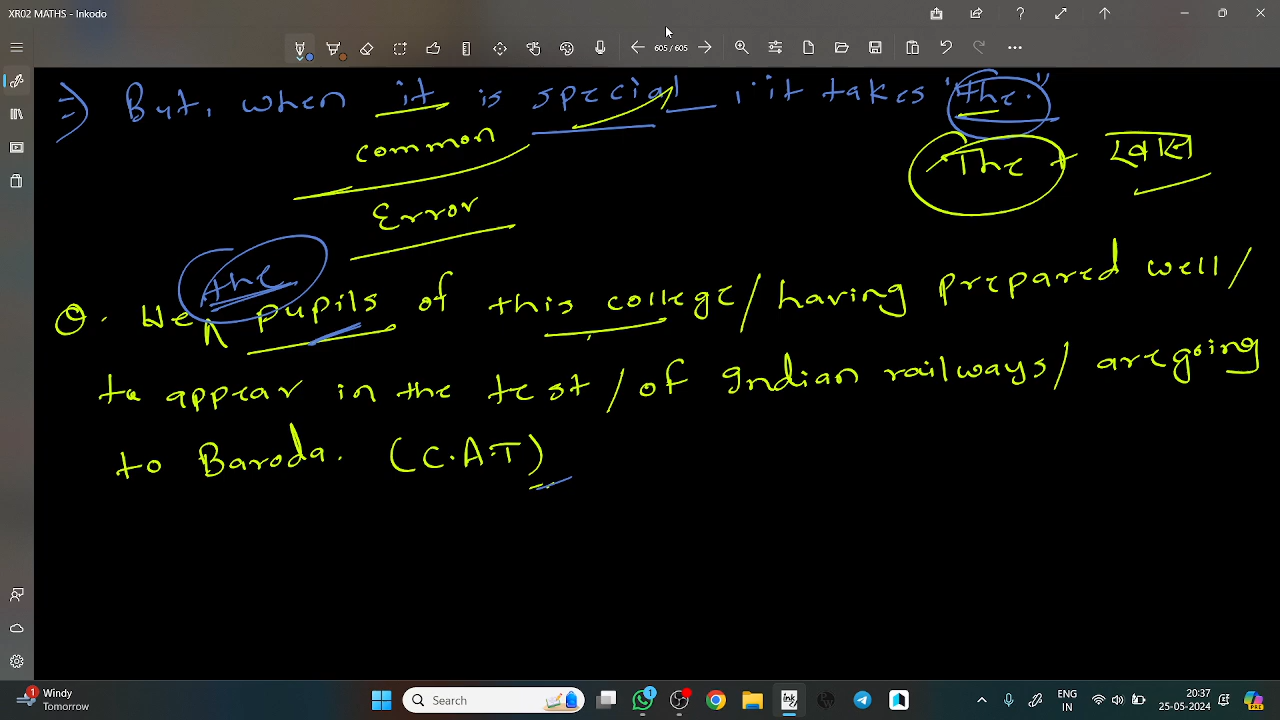 XR02 MATHS - Inkodo
605/605
=> But, when it is special, it takes "the."
common
The + खास
Error
the
Q. We ∧ pupils of this college/having prepared well/
to appear in the test/of Indian railways/are going
to Baroda. (C.A.T)
1 Windy
Tomorrow
Search
1
ENG
IN
20:37
25-05-2024